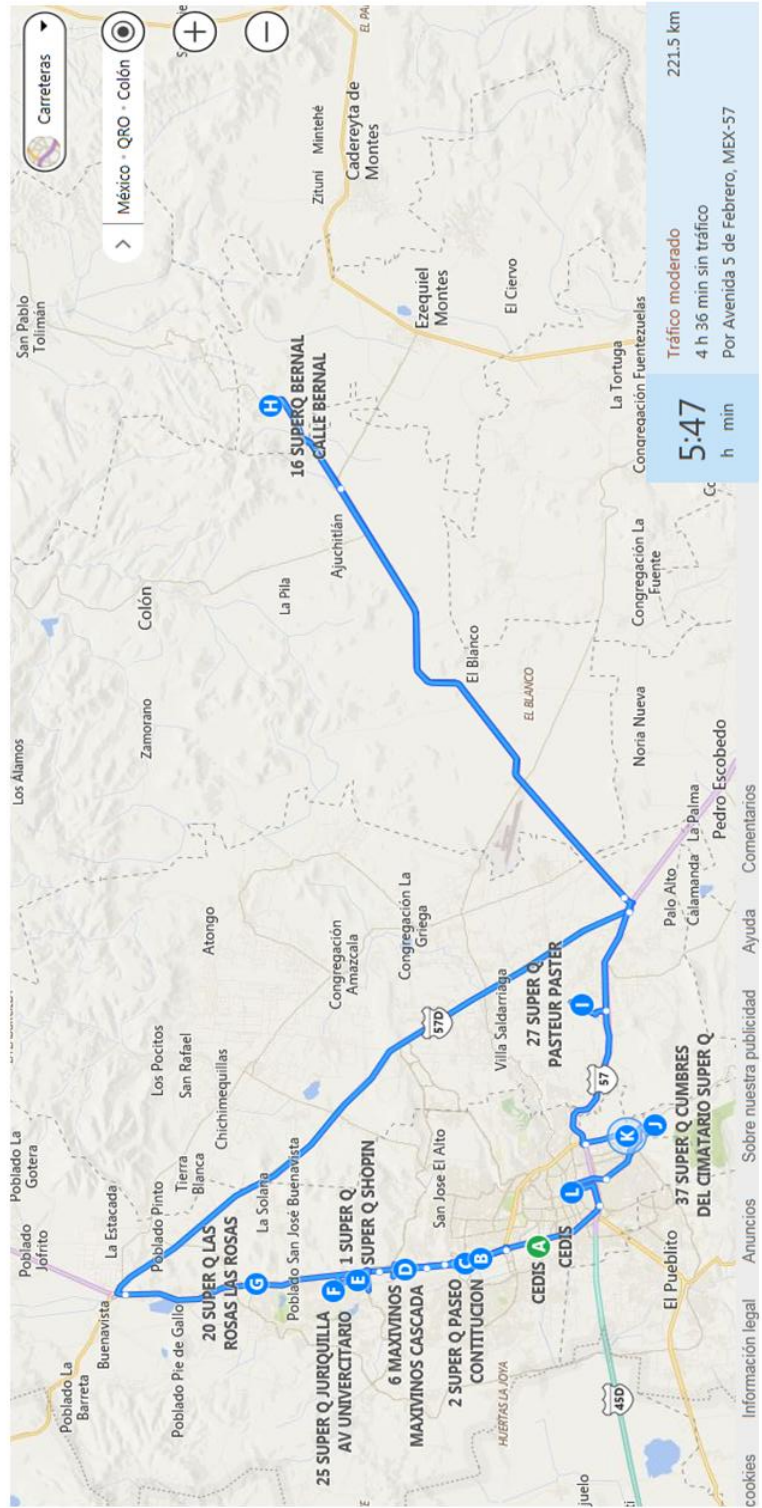 Carreteras
México · QRO · Colón
Poblado La
Gotera
Los Álamos
San Pablo
Tolimán
Poblado
Jofrito
Poblado La
Barreta
Buenavista
La Estacada
Los Pocitos
Zamorano
Colón
Poblado Pinto
San Rafael
Tierra
Blanca
Chichimequillas
Atongo
Poblado Pie de Gallo
20 SUPER Q LAS
ROSAS LAS ROSAS
G
La Solana
La Pila
H
16 SUPERQ BERNAL
CALLE BERNAL
Zituní
Mintehé
Cadereyta de
Montes
Poblado San José Buenavista
Ajuchitlán
Congregación
Amazcala
25 SUPER Q JURIQUILLA
AV UNIVERCITARIO
F
E
1 SUPER Q
SUPER Q SHOPIN
6 MAXIVINOS
MAXIVINOS CASCADA
D
Congregación La
Griega
Ezequiel
Montes
57D
San Jose El Alto
2 SUPER Q PASEO
CONTITUCION
C
B
El Blanco
El Ciervo
HUERTAS LA JOYA
Villa Saldarriaga
EL BLANCO
CEDIS
CEDIS
A
27 SUPER Q
PASTEUR PASTER
I
L
57
K
J
La Tortuga
Congregación Fuentezuelas
45D
El Pueblito
37 SUPER Q CUMBRES
DEL CIMATARIO SUPER Q
Noria Nueva
Congregación La
Fuente
Palo Alto
Calamanda
La Palma
Pedro Escobedo
5:47
h min
Tráfico moderado
221.5 km
4 h 36 min sin tráfico
Por Avenida 5 de Febrero, MEX-57
cookies
Información legal
Anuncios
Sobre nuestra publicidad
Ayuda
Comentarios